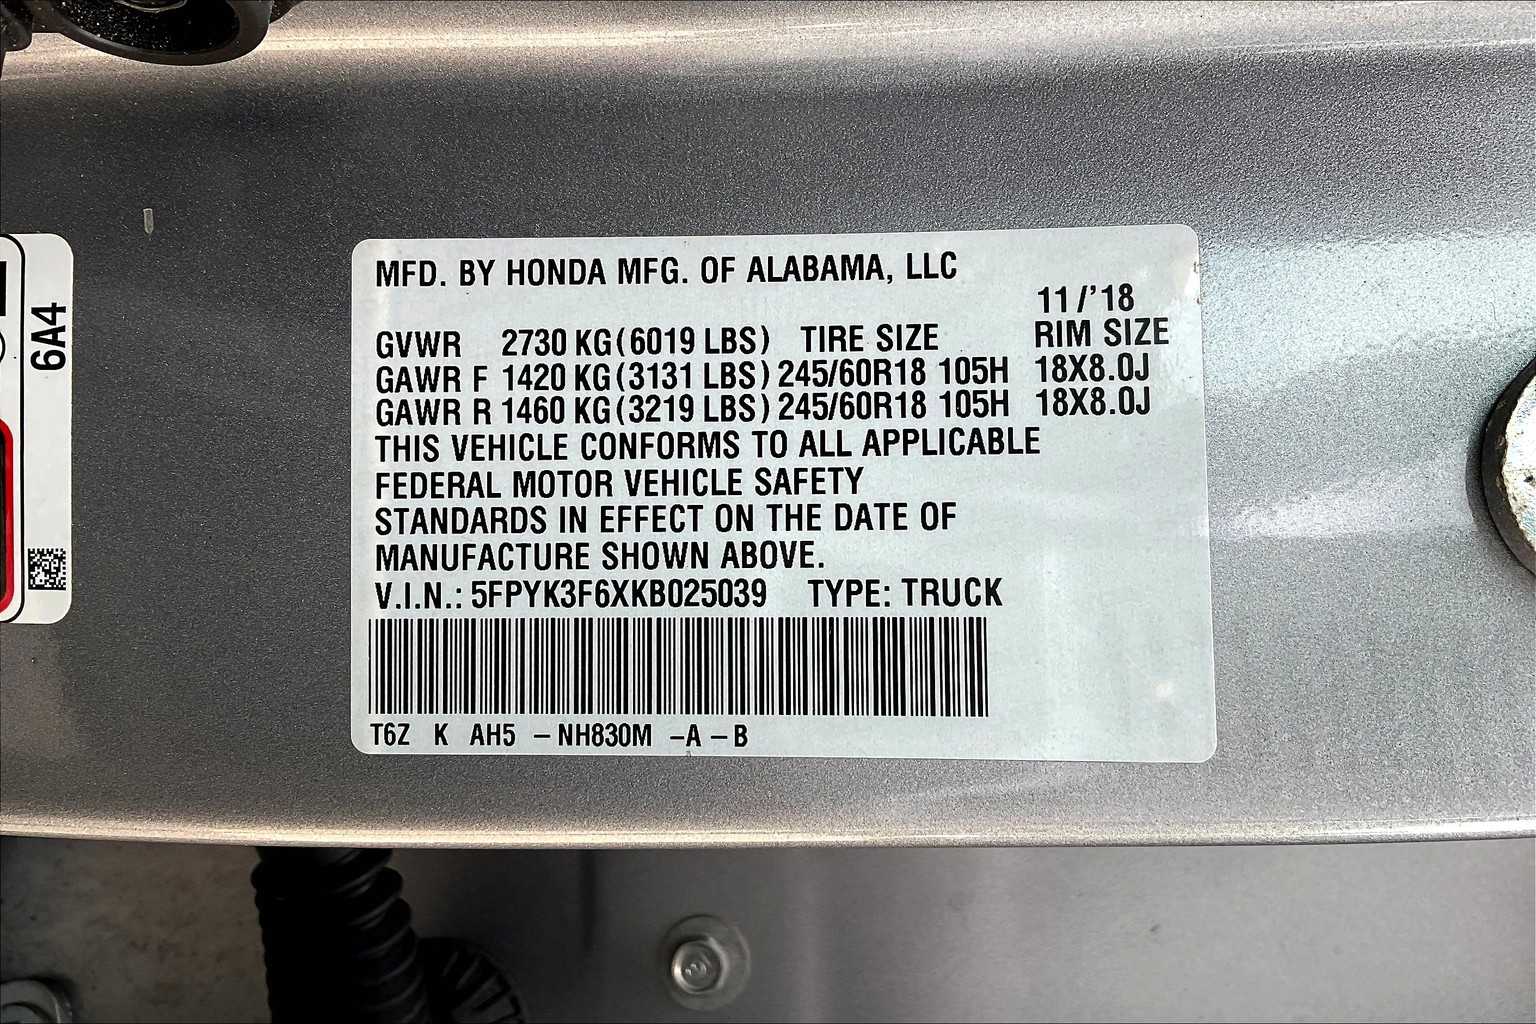 MFD. BY HONDA MFG. OF ALABAMA, LLC
11/'18
GVWR 2730 KG (6019 LBS) TIRE SIZE RIM SIZE
GAWR F 1420 KG (3131 LBS) 245/60R18 105H 18X8.0J
GAWR R 1460 KG (3219 LBS) 245/60R18 105H 18X8.0J
THIS VEHICLE CONFORMS TO ALL APPLICABLE
FEDERAL MOTOR VEHICLE SAFETY
STANDARDS IN EFFECT ON THE DATE OF
MANUFACTURE SHOWN ABOVE.
V.I.N.: 5FPYK3F6XKB025039 TYPE: TRUCK
T6Z K AH5 – NH830M –A –B
6A4